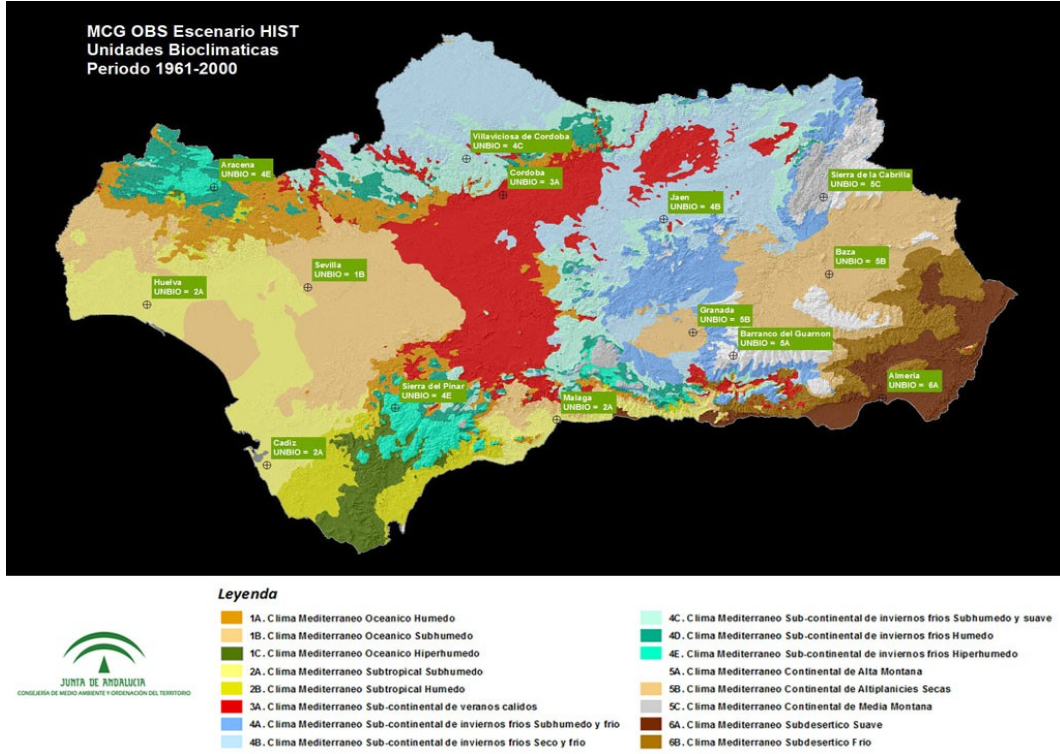 MCG OBS Escenario HIST
Unidades Bioclimaticas
Periodo 1961-2000
Villaviciosa de Cordoba
UNBIO = 4C
Aracena
UNBIO = 4E
Cordoba
UNBIO = 3A
Sierra de la Cabrilla
UNBIO = 5C
Jaen
UNBIO = 4B
Sevilla
UNBIO = 1B
Baza
UNBIO = 5B
Huelva
UNBIO = 2A
Granada
UNBIO = 5B
Barranco del Guarnon
UNBIO = 5A
Almeria
UNBIO = 6A
Sierra del Pinar
UNBIO = 4E
Malaga
UNBIO = 2A
Cadiz
UNBIO = 2A
Leyenda
1A. Clima Mediterraneo Oceanico Humedo
1B. Clima Mediterraneo Oceanico Subhumedo
1C. Clima Mediterraneo Oceanico Hiperhumedo
2A. Clima Mediterraneo Subtropical Subhumedo
2B. Clima Mediterraneo Subtropical Humedo
3A. Clima Mediterraneo Sub-continental de veranos calidos
4A. Clima Mediterraneo Sub-continental de inviernos frios Subhumedo y frio
4B. Clima Mediterraneo Sub-continental de inviernos frios Seco y frio
4C. Clima Mediterraneo Sub-continental de inviernos frios Subhumedo y suave
4D. Clima Mediterraneo Sub-continental de inviernos frios Humedo
4E. Clima Mediterraneo Sub-continental de inviernos frios Hiperhumedo
5A. Clima Mediterraneo Continental de Alta Montana
5B. Clima Mediterraneo Continental de Altiplanicies Secas
5C. Clima Mediterraneo Continental de Media Montana
6A. Clima Mediterraneo Subdesertico Suave
6B. Clima Mediterraneo Subdesertico Frio
JUNTA DE ANDALUCIA
CONSEJERÍA DE MEDIO AMBIENTE Y ORDENACIÓN DEL TERRITORIO